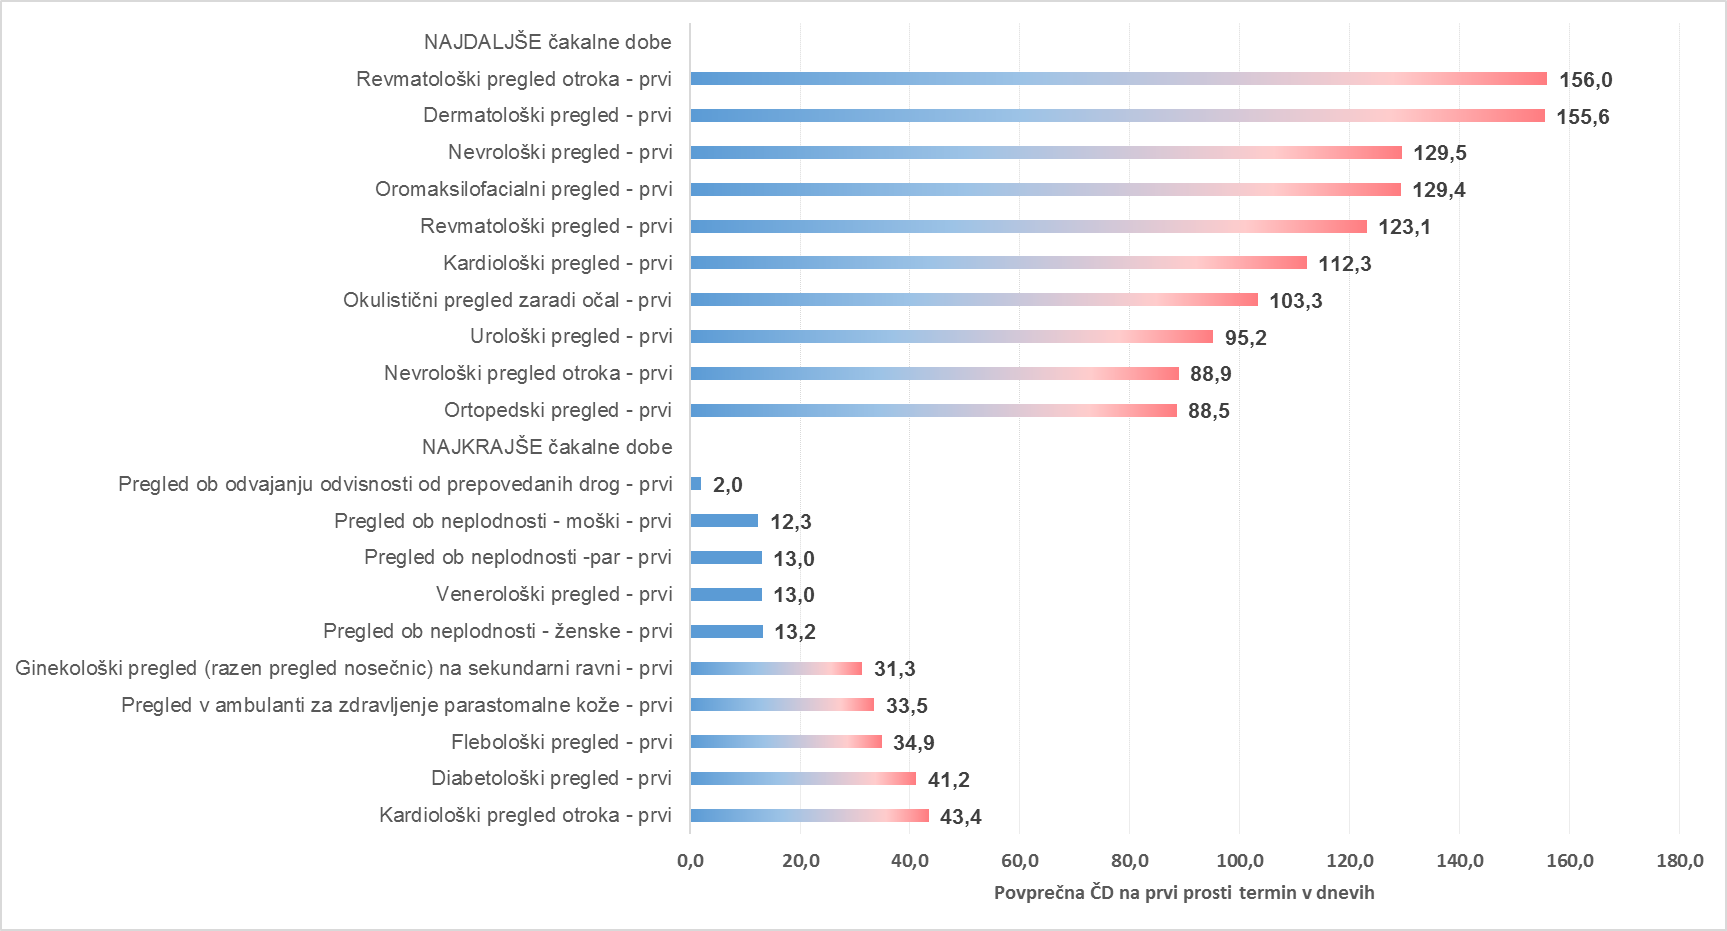 NAJDALJŠE čakalne dobe
Revmatološki pregled otroka - prvi 156,0
Dermatološki pregled - prvi 155,6
Nevrološki pregled - prvi 129,5
Oromaksilofacialni pregled - prvi 129,4
Revmatološki pregled - prvi 123,1
Kardiološki pregled - prvi 112,3
Okulistični pregled zaradi očal - prvi 103,3
Urološki pregled - prvi 95,2
Nevrološki pregled otroka - prvi 88,9
Ortopedski pregled - prvi 88,5
NAJKRAJŠE čakalne dobe
Pregled ob odvajanju odvisnosti od prepovedanih drog - prvi 2,0
Pregled ob neplodnosti - moški - prvi 12,3
Pregled ob neplodnosti -par - prvi 13,0
Venerološki pregled - prvi 13,0
Pregled ob neplodnosti - ženske - prvi 13,2
Ginekološki pregled (razen pregled nosečnic) na sekundarni ravni - prvi 31,3
Pregled v ambulanti za zdravljenje parastomalne kože - prvi 33,5
Flebološki pregled - prvi 34,9
Diabetološki pregled - prvi 41,2
Kardiološki pregled otroka - prvi 43,4
0,0 20,0 40,0 60,0 80,0 100,0 120,0 140,0 160,0 180,0
Povprečna ČD na prvi prosti termin v dnevih